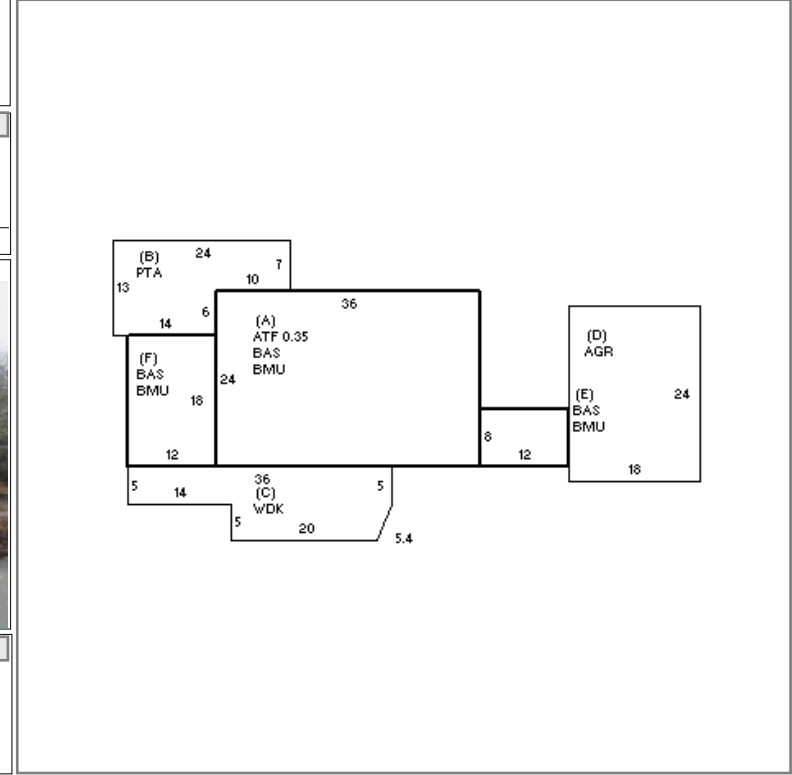 (B)
PTA
24
7
13
10
6
14
36
(A)
ATF 0.35
BAS
BMU
24
(F)
BAS
BMU
18
12
(D)
AGR
24
18
(E)
BAS
BMU
8
12
5
14
36
(C)
WDK
5
5
20
5.4